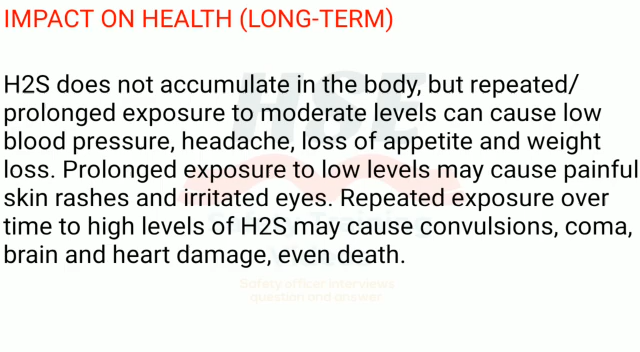 IMPACT ON HEALTH (LONG-TERM)
H2S does not accumulate in the body, but repeated/
prolonged exposure to moderate levels can cause low
blood pressure, headache, loss of appetite and weight
loss. Prolonged exposure to low levels may cause painful
skin rashes and irritated eyes. Repeated exposure over
time to high levels of H2S may cause convulsions, coma,
brain and heart damage, even death.
HSE
Safety officer interviews
question and answer